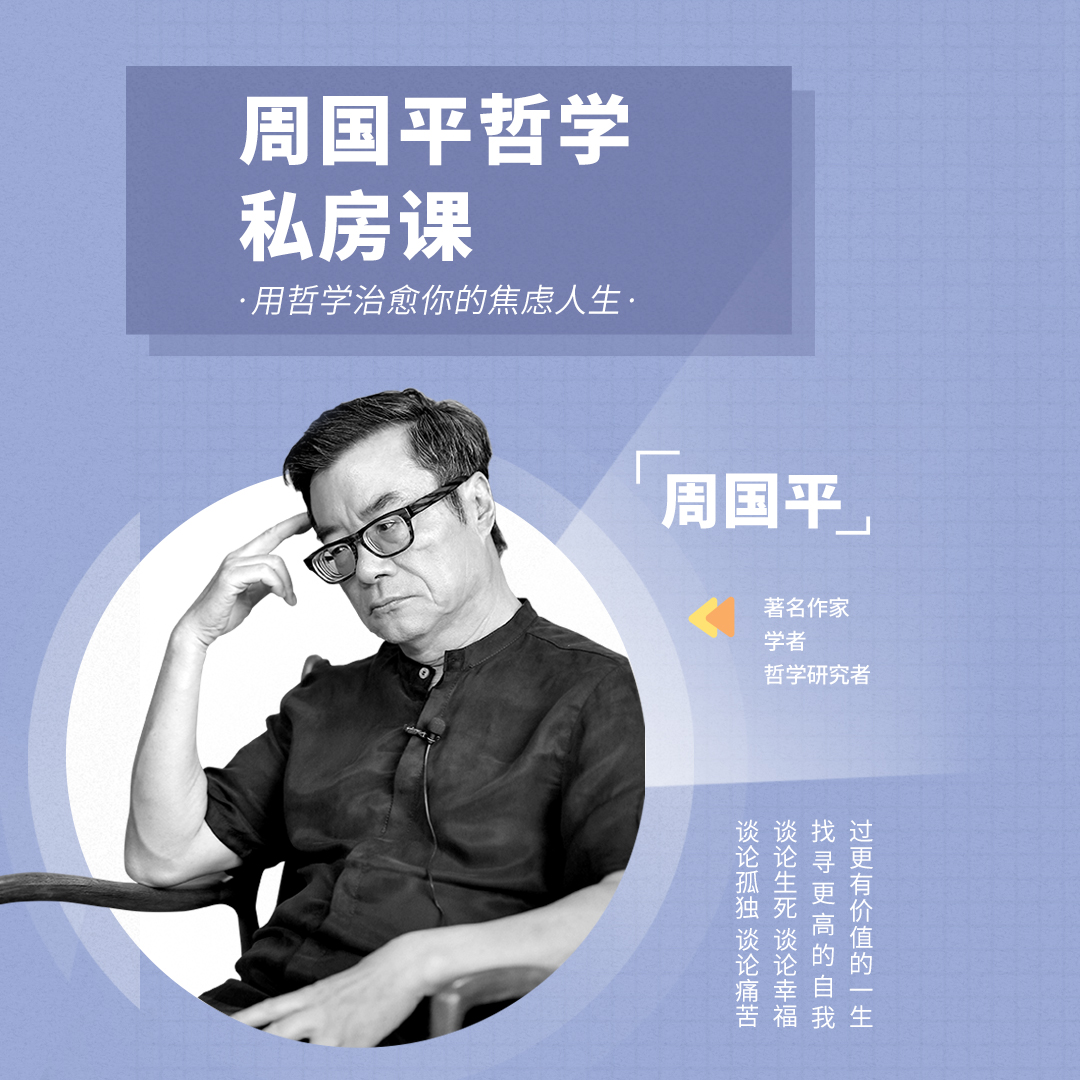 周国平哲学
私房课
·用哲学治愈你的焦虑人生·
「周国平」
著名作家
学者
哲学研究者
过更有价值的一生
找寻更高的自我
谈论生死 谈论幸福
谈论孤独 谈论痛苦